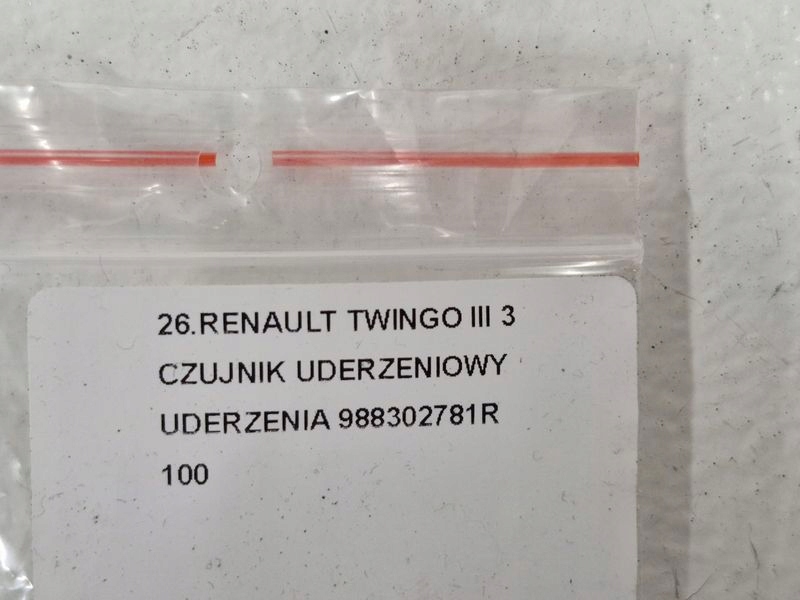 26.RENAULT TWINGO III 3
CZUJNIK UDERZENIOWY
UDERZENIA 988302781R
100